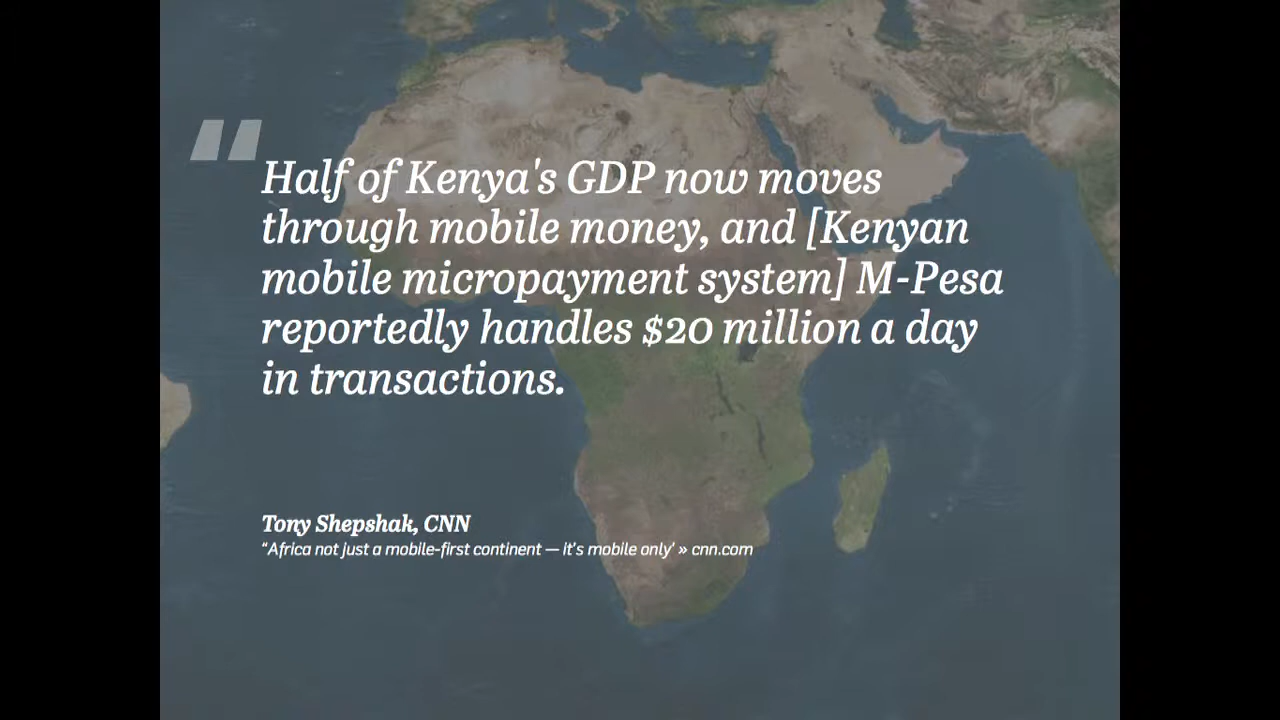 "
Half of Kenya's GDP now moves
through mobile money, and [Kenyan
mobile micropayment system] M-Pesa
reportedly handles $20 million a day
in transactions.
Tony Shepshak, CNN
“Africa not just a mobile-first continent — it's mobile only' » cnn.com